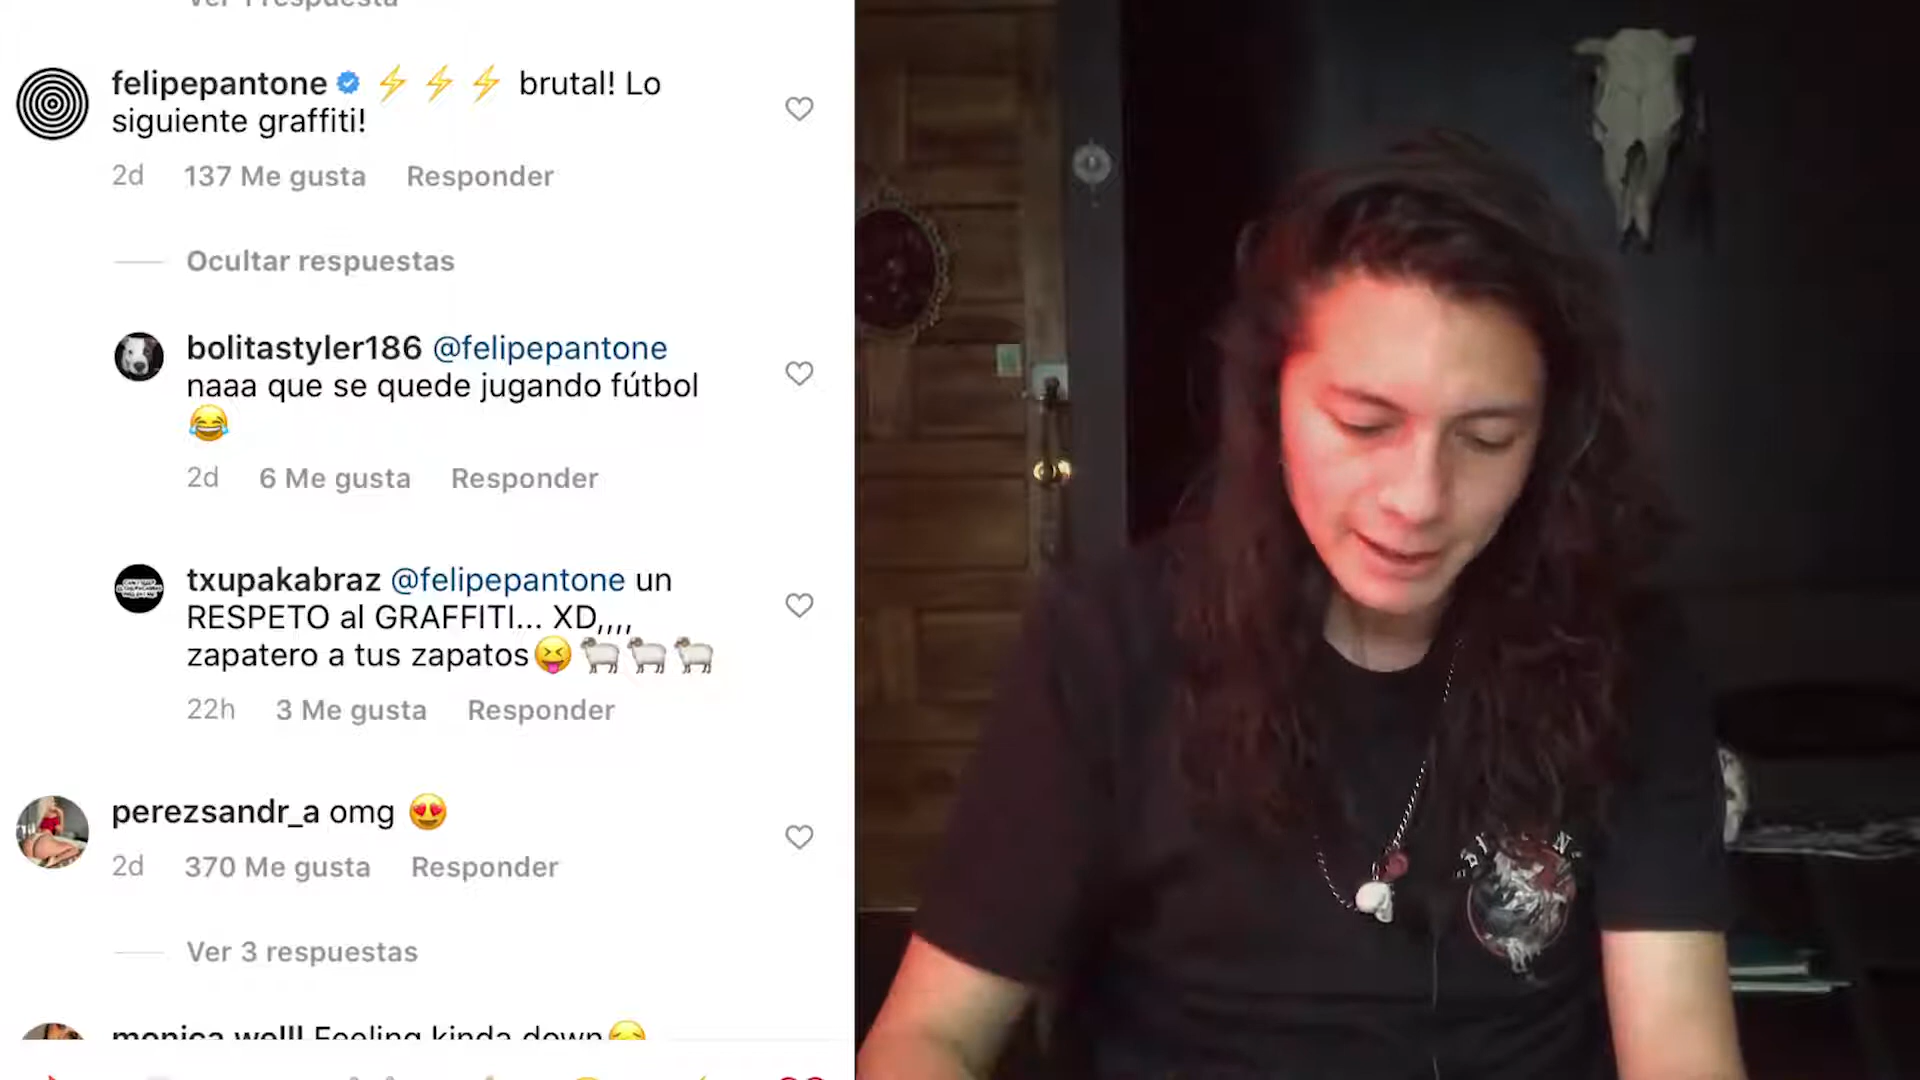 Ver 1 respuesta
felipepantone ⚡⚡⚡ brutal! Lo
siguiente graffiti!
2d 137 Me gusta Responder
Ocultar respuestas
bolitastyler186 @felipepantone
naaa que se quede jugando fútbol
😂
2d 6 Me gusta Responder
txupakabraz @felipepantone un
RESPETO al GRAFFITI... XD,,,,
zapatero a tus zapatos😝🐏🐏🐏
22h 3 Me gusta Responder
perezsandr_a omg 😍
2d 370 Me gusta Responder
Ver 3 respuestas
monica.welll Feeling kinda down😔